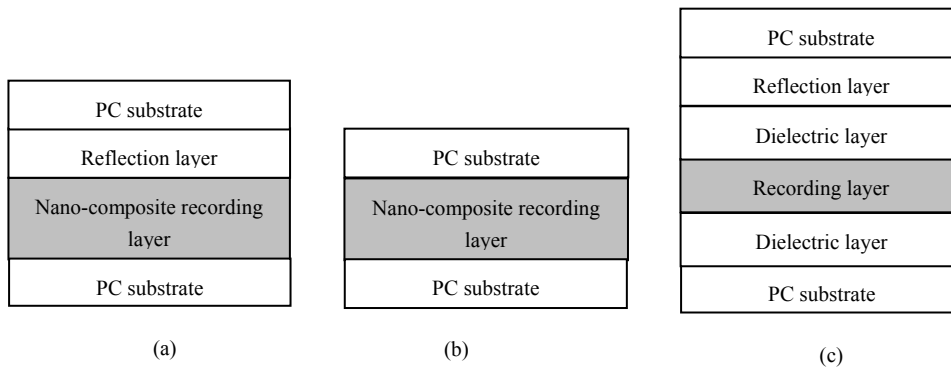 PC substrate
Reflection layer
Nano-composite recording
layer
PC substrate
(a)
PC substrate
Nano-composite recording
layer
PC substrate
(b)
PC substrate
Reflection layer
Dielectric layer
Recording layer
Dielectric layer
PC substrate
(c)